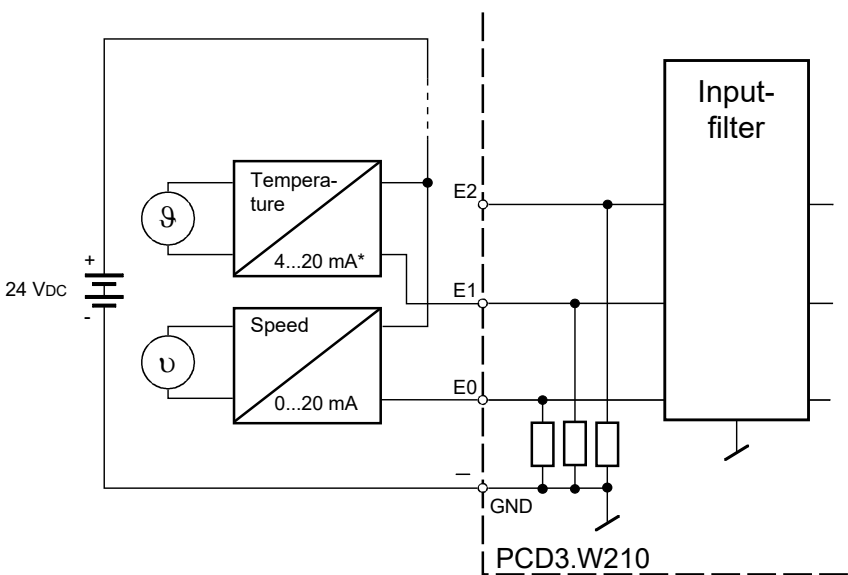 Input-
filter
Tempera-
ture
E2
ϑ
4...20 mA*
+
24 VDC
-
E1
Speed
υ
0...20 mA
E0
–
GND
PCD3.W210